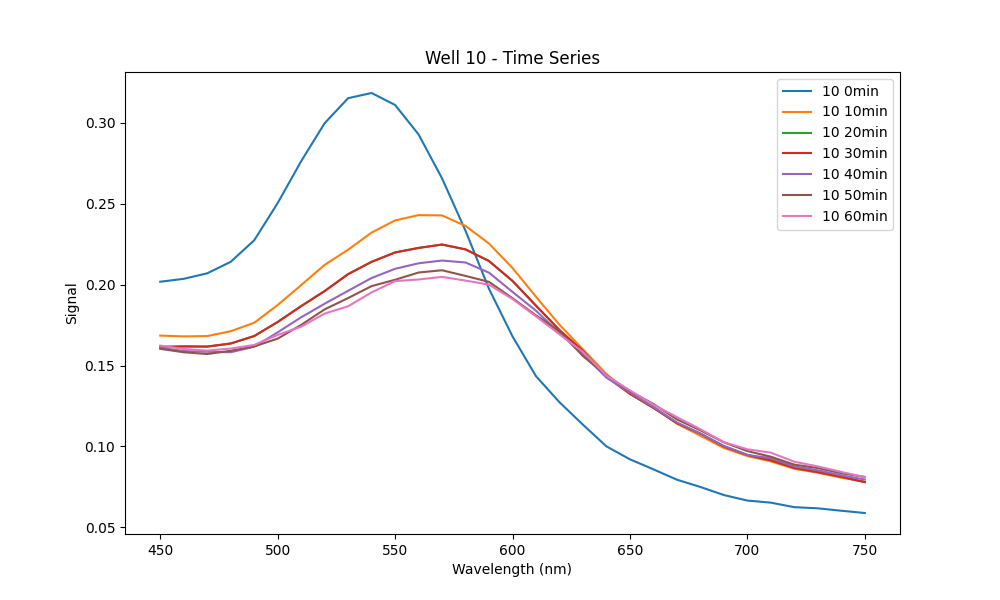 Well 10 - Time Series
10 0min
10 10min
10 20min
10 30min
10 40min
10 50min
10 60min
Signal
0.30
0.25
0.20
0.15
0.10
0.05
450 500 550 600 650 700 750
Wavelength (nm)